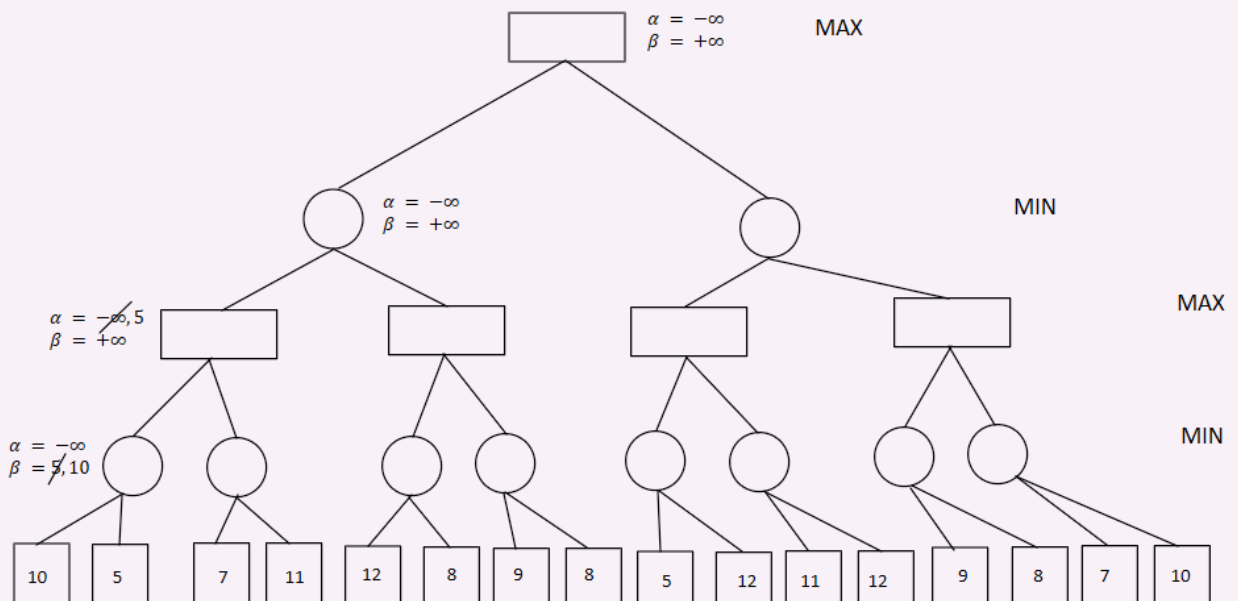 α = −∞
β = +∞
MAX
α = −∞
β = +∞
MIN
α = −∞, 5
β = +∞
MAX
α = −∞
β = 5, 10
MIN
10 5 7 11 12 8 9 8 5 12 11 12 9 8 7 10